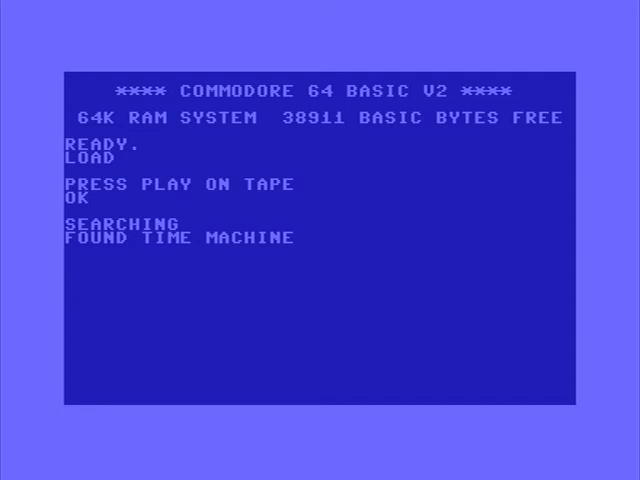 **** COMMODORE 64 BASIC V2 ****
64K RAM SYSTEM  38911 BASIC BYTES FREE
READY.
LOAD
PRESS PLAY ON TAPE
OK
SEARCHING
FOUND TIME MACHINE